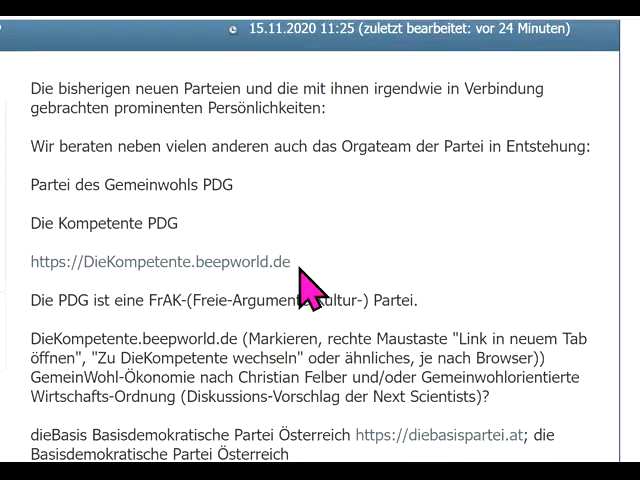 15.11.2020 11:25 (zuletzt bearbeitet: vor 24 Minuten)
Die bisherigen neuen Parteien und die mit ihnen irgendwie in Verbindung
gebrachten prominenten Persönlichkeiten:
Wir beraten neben vielen anderen auch das Orgateam der Partei in Entstehung:
Partei des Gemeinwohls PDG
Die Kompetente PDG
https://DieKompetente.beepworld.de
Die PDG ist eine FrAK-(Freie-Argumente-Kultur-) Partei.
DieKompetente.beepworld.de (Markieren, rechte Maustaste "Link in neuem Tab
öffnen", "Zu DieKompetente wechseln" oder ähnliches, je nach Browser))
GemeinWohl-Ökonomie nach Christian Felber und/oder Gemeinwohlorientierte
Wirtschafts-Ordnung (Diskussions-Vorschlag der Next Scientists)?
dieBasis Basisdemokratische Partei Österreich https://diebasispartei.at; die
Basisdemokratische Partei Österreich